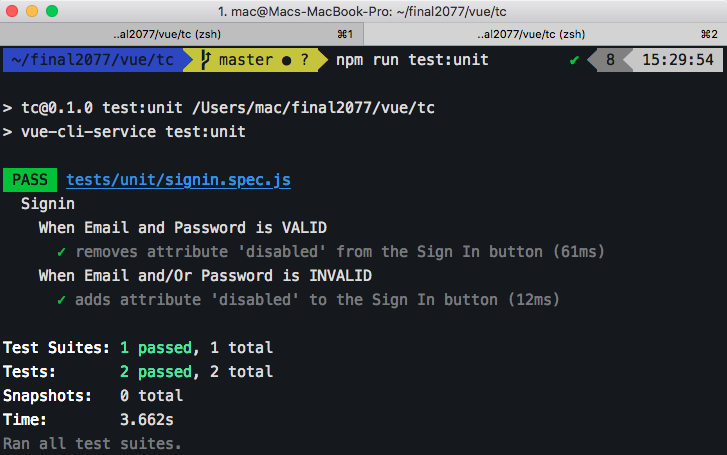 1. mac@Macs-MacBook-Pro: ~/final2077/vue/tc
..al2077/vue/tc (zsh) ⌘1 ..al2077/vue/tc (zsh) ⌘2
~/final2077/vue/tc master ● ? npm run test:unit ✔ 8 15:29:54
> tc@0.1.0 test:unit /Users/mac/final2077/vue/tc
> vue-cli-service test:unit
PASS tests/unit/signin.spec.js
Signin
When Email and Password is VALID
✓ removes attribute 'disabled' from the Sign In button (61ms)
When Email and/Or Password is INVALID
✓ adds attribute 'disabled' to the Sign In button (12ms)
Test Suites: 1 passed, 1 total
Tests: 2 passed, 2 total
Snapshots: 0 total
Time: 3.662s
Ran all test suites.